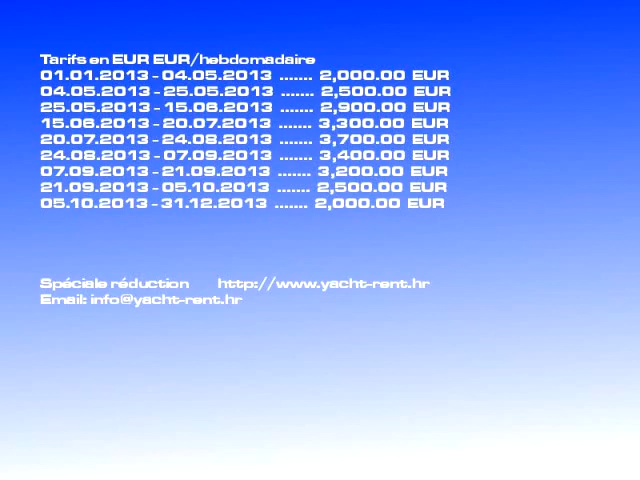 Tarifs en EUR EUR/hebdomadaire
01.01.2013 - 04.05.2013 ....... 2,000.00 EUR
04.05.2013 - 25.05.2013 ....... 2,500.00 EUR
25.05.2013 - 15.06.2013 ....... 2,900.00 EUR
15.06.2013 - 20.07.2013 ....... 3,300.00 EUR
20.07.2013 - 24.08.2013 ....... 3,700.00 EUR
24.08.2013 - 07.09.2013 ....... 3,400.00 EUR
07.09.2013 - 21.09.2013 ....... 3,200.00 EUR
21.09.2013 - 05.10.2013 ....... 2,500.00 EUR
05.10.2013 - 31.12.2013 ....... 2,000.00 EUR
Spéciale réduction http://www.yacht-rent.hr
Email: info@yacht-rent.hr